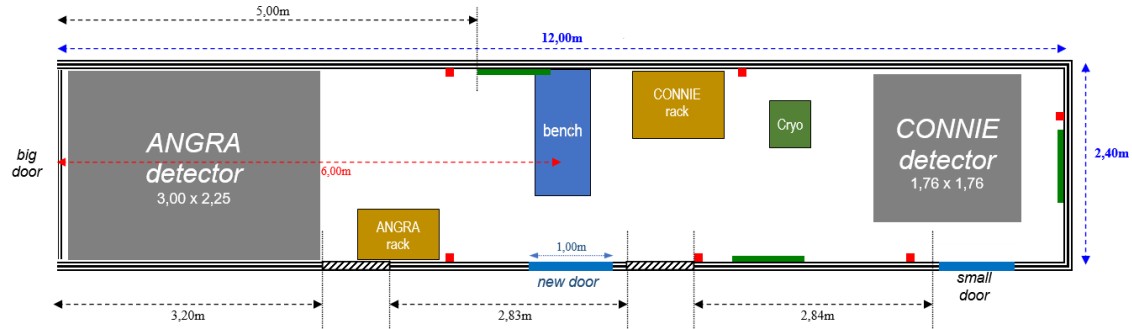 5,00m
12,00m
CONNIE
rack
Cryo
bench
ANGRA
detector
3,00 x 2,25
CONNIE
detector
1,76 x 1,76
big
door
6,00m
2,40m
ANGRA
rack
1,00m
new door
small
door
3,20m
2,83m
2,84m